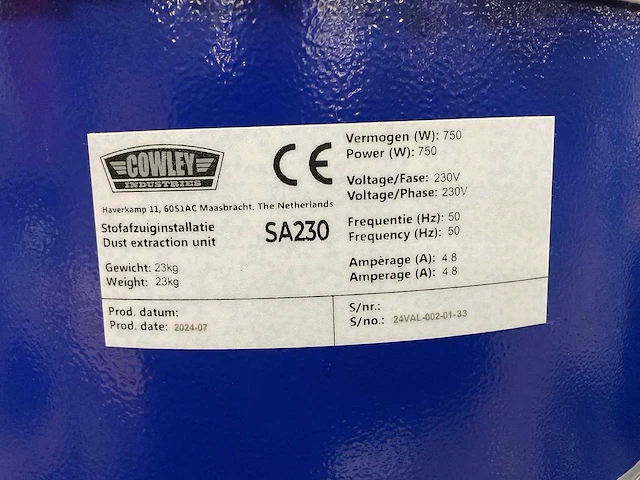 COWLEY
INDUSTRIES
CE
Haverkamp 11, 6051AC Maasbracht, The Netherlands
Stofafzuiginstallatie
Dust extraction unit
SA230
Gewicht: 23kg
Weight: 23kg
Vermogen (W): 750
Power (W): 750
Voltage/Fase: 230V
Voltage/Phase: 230V
Frequentie (Hz): 50
Frequency (Hz): 50
Ampèrage (A): 4.8
Amperage (A): 4.8
Prod. datum:
Prod. date: 2024-07
S/nr.:
S/no.: 24VAL-002-01-33